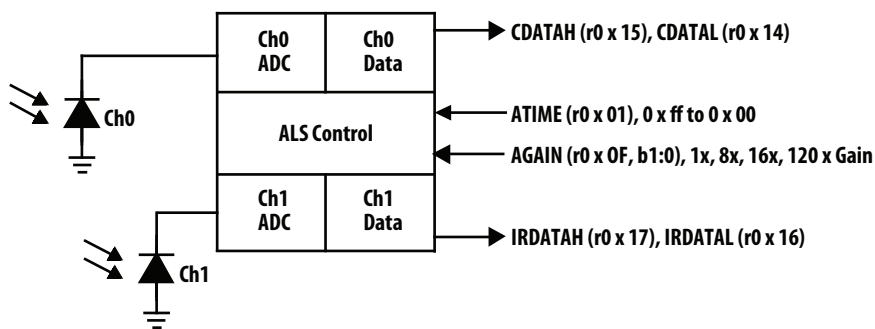 Ch0
ADC
Ch0
Data
CDATAH (r0 x 15), CDATAL (r0 x 14)
Ch0
ALS Control
ATIME (r0 x 01), 0 x ff to 0 x 00
AGAIN (r0 x OF, b1:0), 1x, 8x, 16x, 120 x Gain
Ch1
ADC
Ch1
Data
IRDATAH (r0 x 17), IRDATAL (r0 x 16)
Ch1